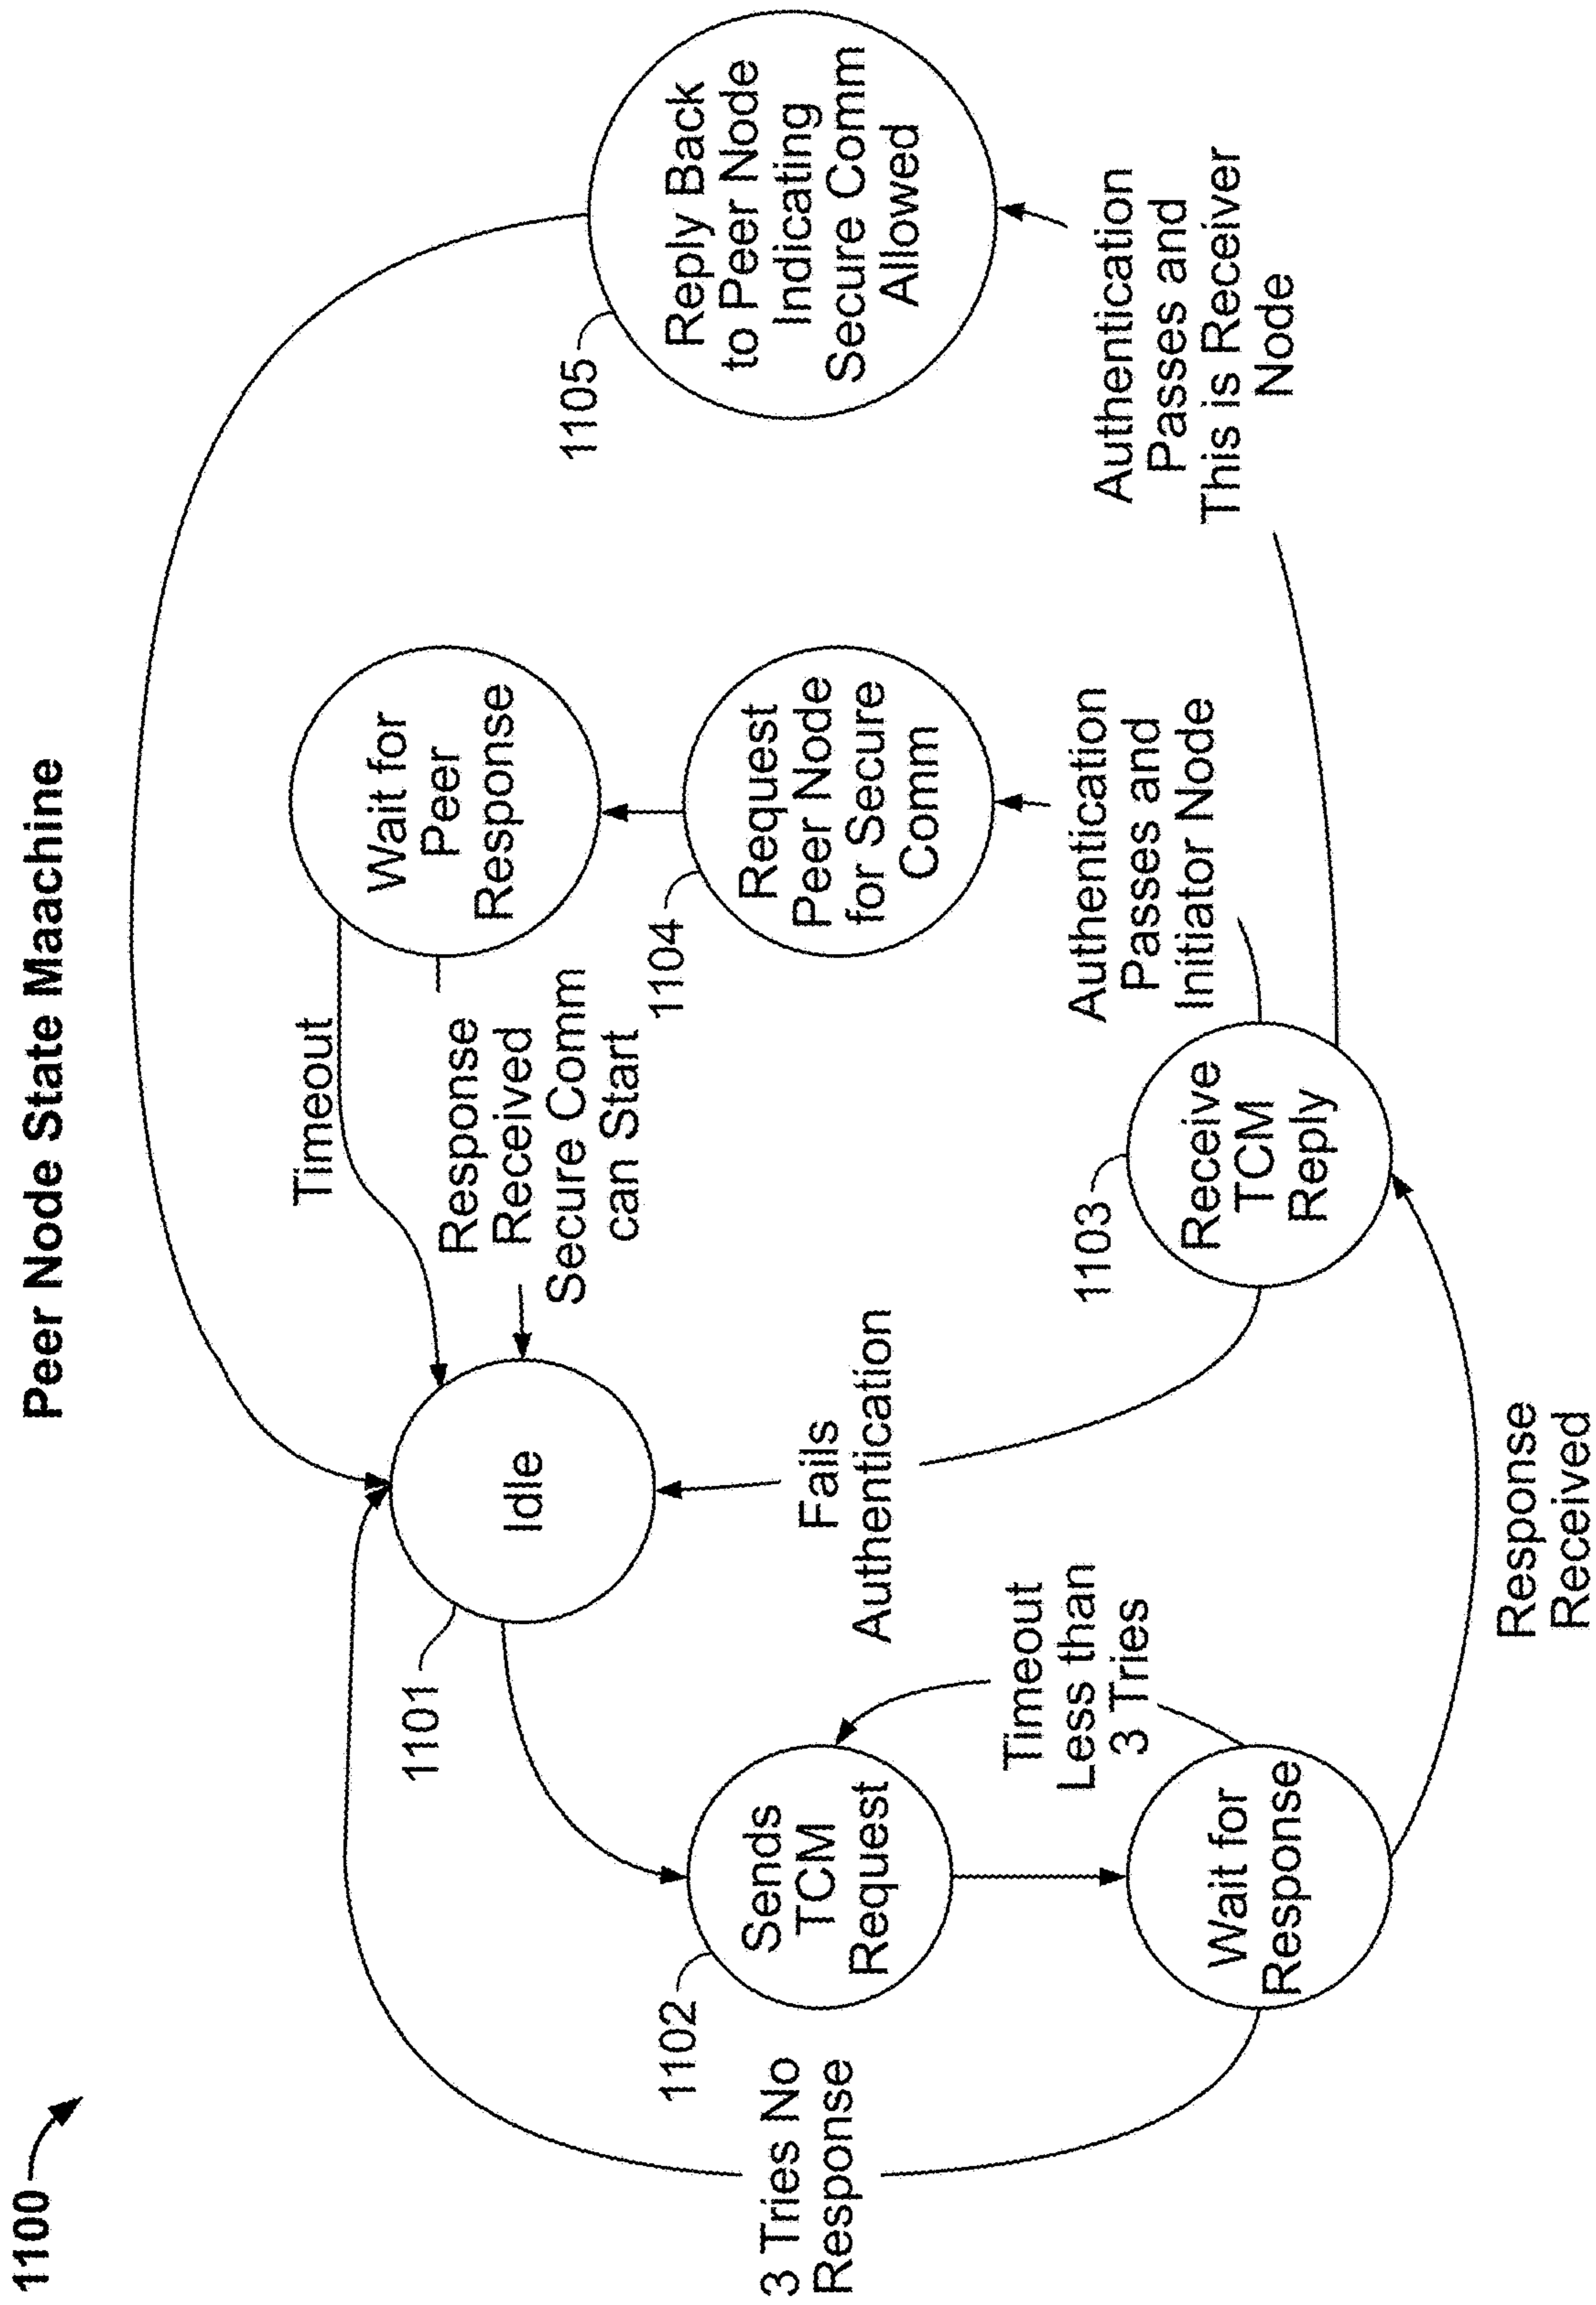 1100
Peer Node State Maachine
3 Tries No
Response
1102
Sends
TCM
Request
Wait for
Response
Timeout
Less than
3 Tries
1101
Idle
Fails
Authentication
Response
Received
Timeout
Response
Received
Secure Comm
can Start
1103
Receive
TCM
Reply
Wait for
Peer
Response
1104
Request
Peer Node
for Secure
Comm
Authentication
Passes and
Initiator Node
1105
Reply Back
to Peer Node
Indicating
Secure Comm
Allowed
Authentication
Passes and
This is Receiver
Node